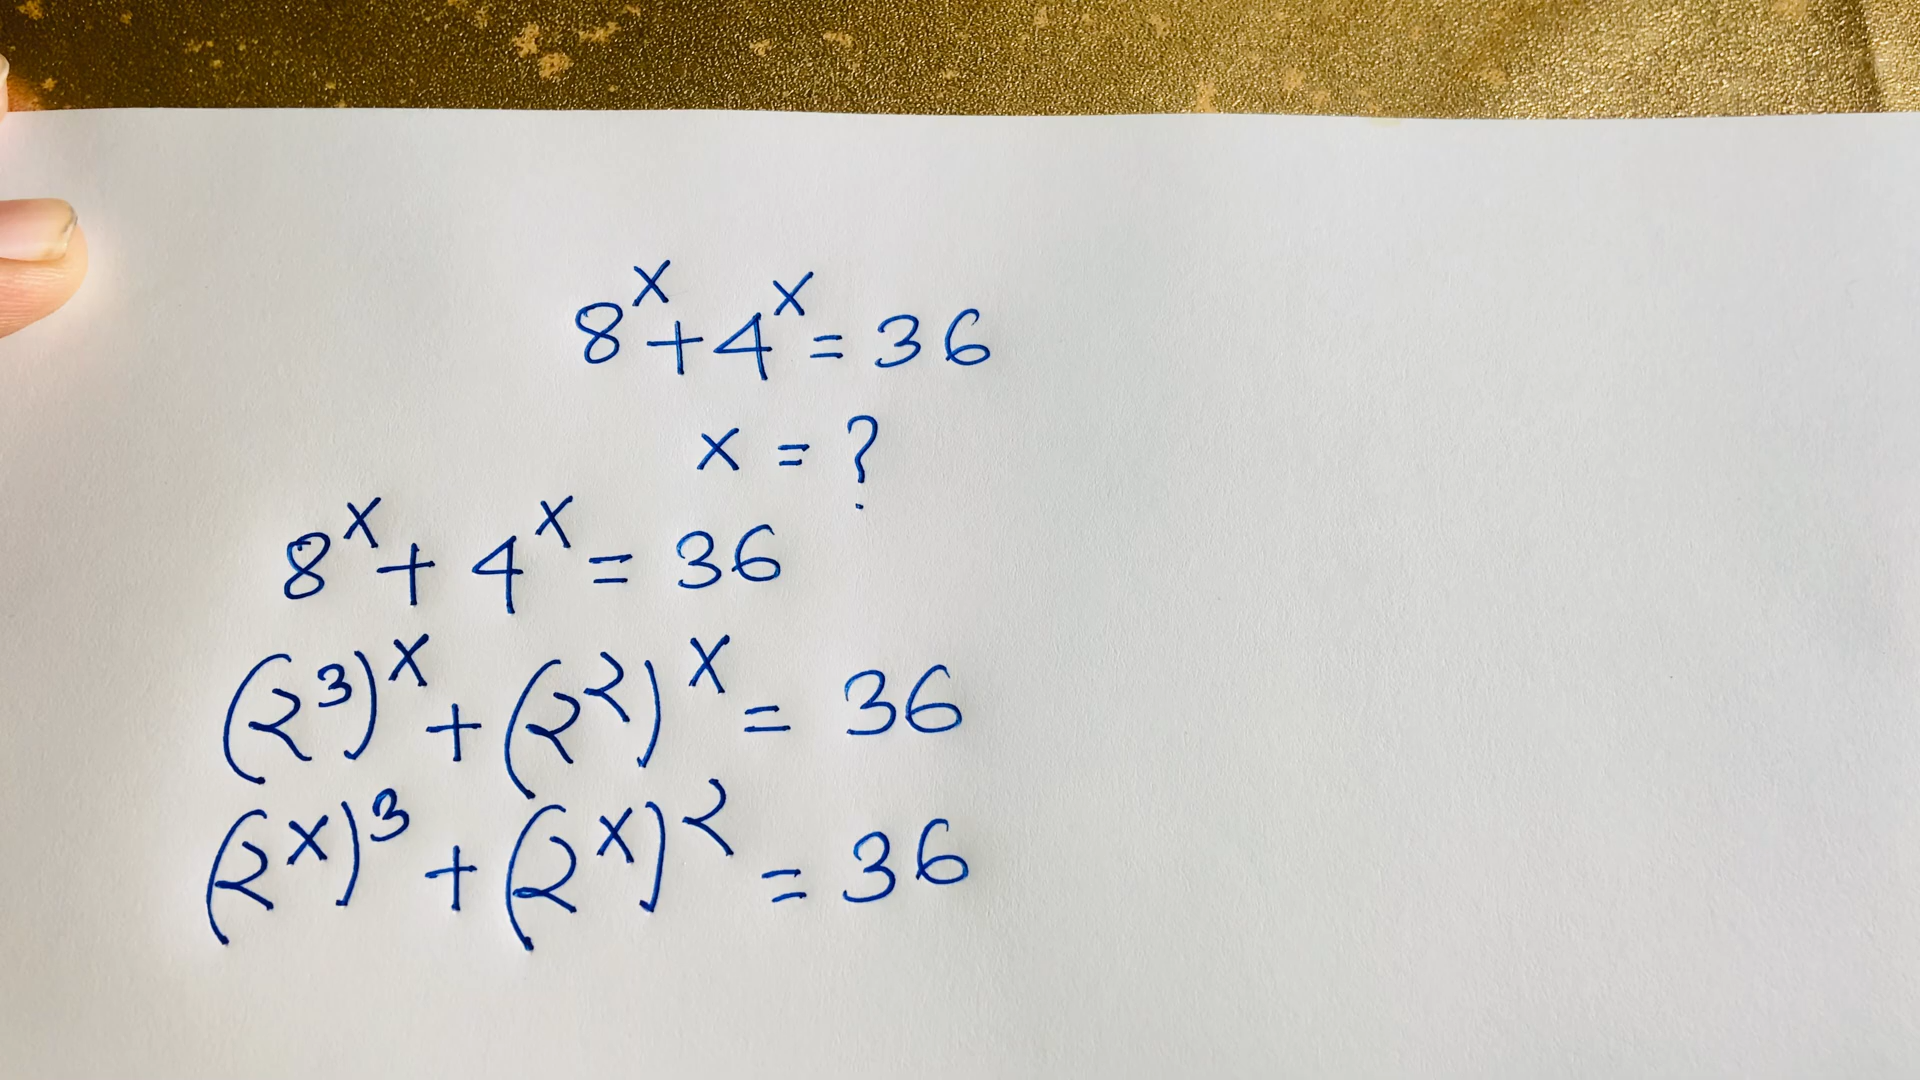 8^x + 4^x = 36
x = ?
8^x + 4^x = 36
(2^3)^x + (2^2)^x = 36
(2^x)^3 + (2^x)^2 = 36